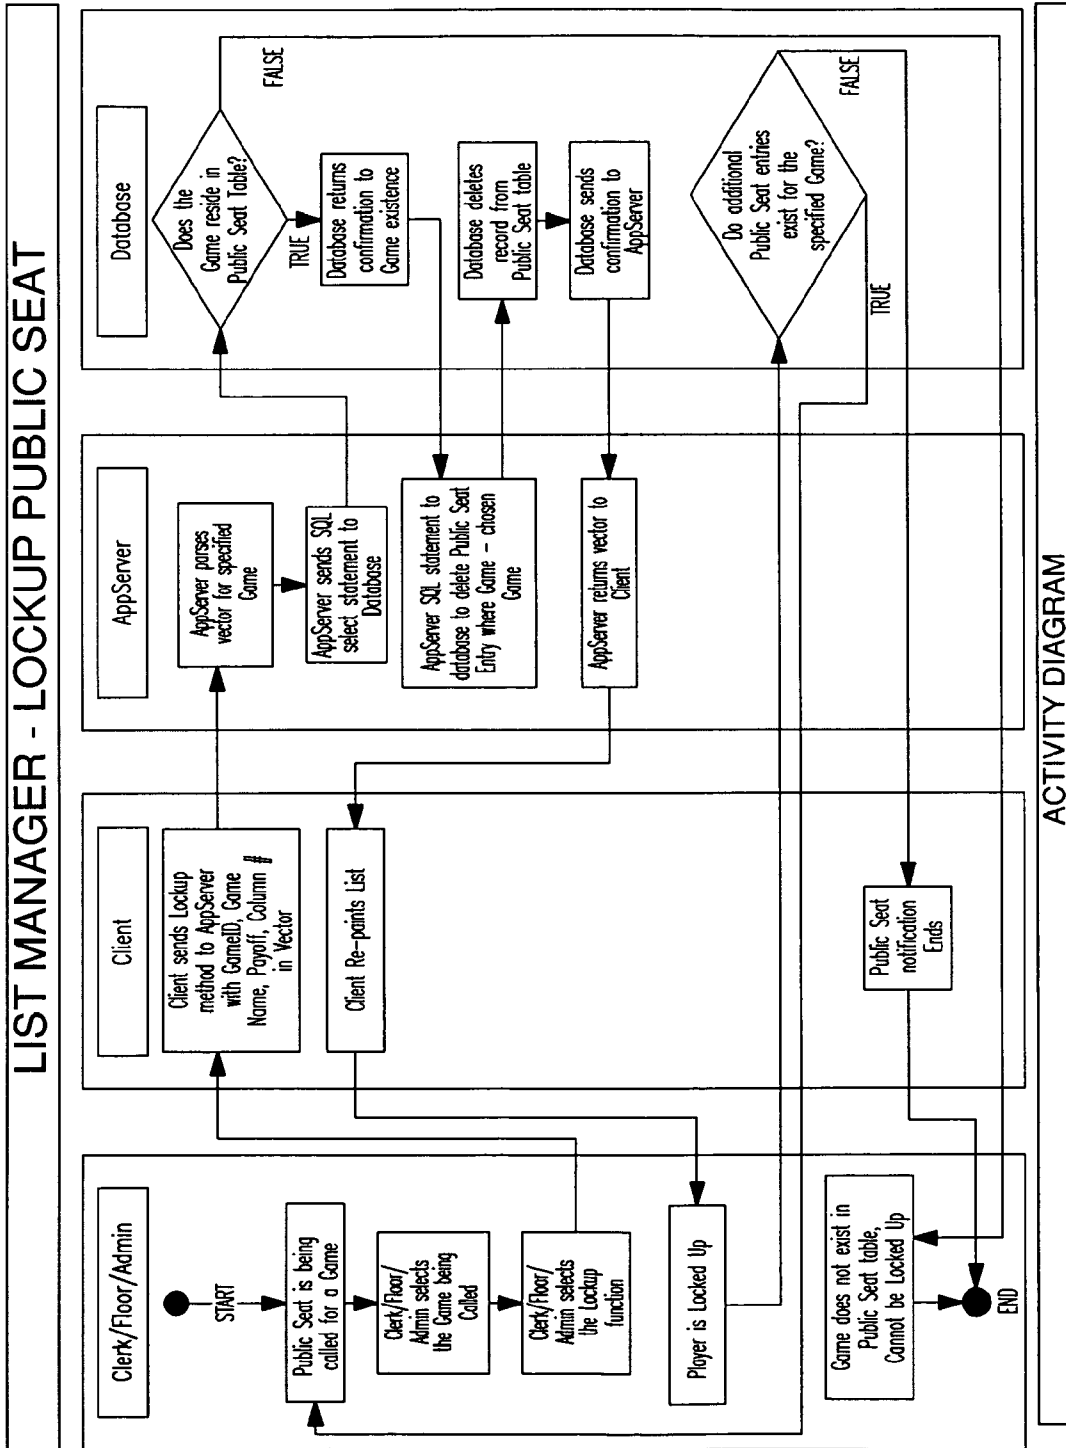 LIST MANAGER - LOCKUP PUBLIC SEAT
Clerk/Floor/Admin
START
Public Seat is being
called for a Game
Clerk/Floor/
Admin selects
the Game being
Called
Clerk/Floor/
Admin selects
the Lockup
function
Player is Locked Up
Game does not exist in
Public Seat table,
Cannot be Locked Up
END
Client
Client sends Lockup
method to AppServer
with GameID, Game
Name, Payoff, Column #
in Vector
Client Re-paints List
Public Seat
notification
Ends
AppServer
AppServer parses
vector for specified
Game
AppServer sends SQL
select statement to
Database
AppServer SQL statement to
database to delete Public Seat
Entry where Game - chosen
Game
AppServer returns vector to
Client
Database
Does the
Game reside in
Public Seat Table?
FALSE
TRUE
Database returns
confirmation to
Game existence
Database deletes
record from
Public Seat table
Database sends
confirmation to
AppServer
Do additional
Public Seat entries
exist for the
specified Game?
FALSE
TRUE
ACTIVITY DIAGRAM